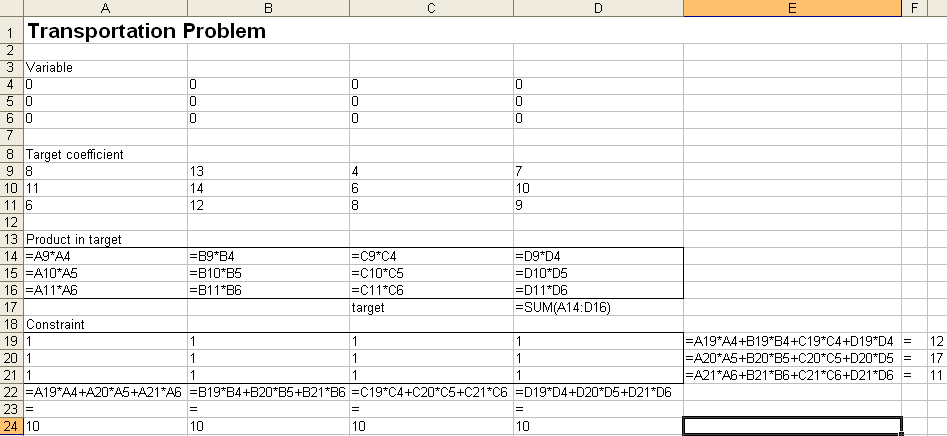 A B C D E F
1 Transportation Problem
2
3 Variable
4 0 0 0 0
5 0 0 0 0
6 0 0 0 0
7
8 Target coefficient
9 8 13 4 7
10 11 14 6 10
11 6 12 8 9
12
13 Product in target
14 =A9*A4 =B9*B4 =C9*C4 =D9*D4
15 =A10*A5 =B10*B5 =C10*C5 =D10*D5
16 =A11*A6 =B11*B6 =C11*C6 =D11*D6
17 target =SUM(A14:D16)
18 Constraint
19 1 1 1 1 =A19*A4+B19*B4+C19*C4+D19*D4 = 12
20 1 1 1 1 =A20*A5+B20*B5+C20*C5+D20*D5 = 17
21 1 1 1 1 =A21*A6+B21*B6+C21*C6+D21*D6 = 11
22 =A19*A4+A20*A5+A21*A6 =B19*B4+B20*B5+B21*B6 =C19*C4+C20*C5+C21*C6 =D19*D4+D20*D5+D21*D6
23 = = = =
24 10 10 10 10